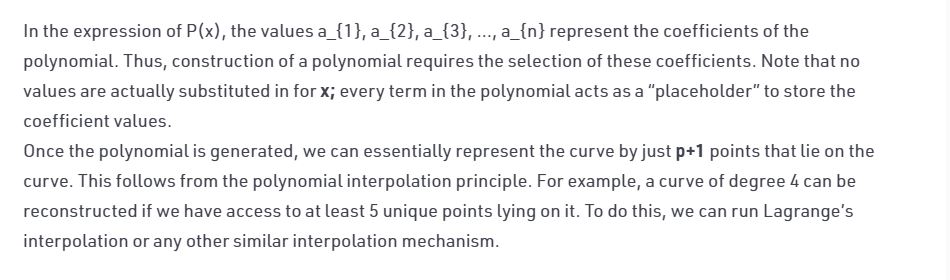 In the expression of P(x), the values a_{1}, a_{2}, a_{3}, ..., a_{n} represent the coefficients of the
polynomial. Thus, construction of a polynomial requires the selection of these coefficients. Note that no
values are actually substituted in for x; every term in the polynomial acts as a “placeholder” to store the
coefficient values.
Once the polynomial is generated, we can essentially represent the curve by just p+1 points that lie on the
curve. This follows from the polynomial interpolation principle. For example, a curve of degree 4 can be
reconstructed if we have access to at least 5 unique points lying on it. To do this, we can run Lagrange’s
interpolation or any other similar interpolation mechanism.